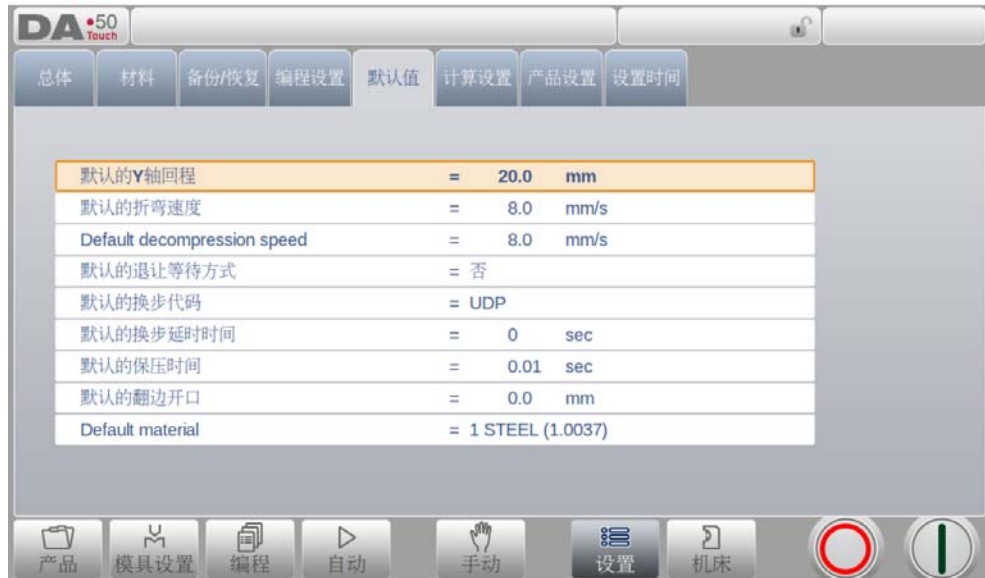 DA•50
Touch
总体 材料 备份/恢复 编程设置 默认值 计算设置 产品设置 设置时间
默认的Y轴回程 = 20.0 mm
默认的折弯速度 = 8.0 mm/s
Default decompression speed = 8.0 mm/s
默认的退让等待方式 = 否
默认的换步代码 = UDP
默认的换步延时时间 = 0 sec
默认的保压时间 = 0.01 sec
默认的翻边开口 = 0.0 mm
Default material = 1 STEEL (1.0037)
产品 模具设置 编程 自动 手动 设置 机床